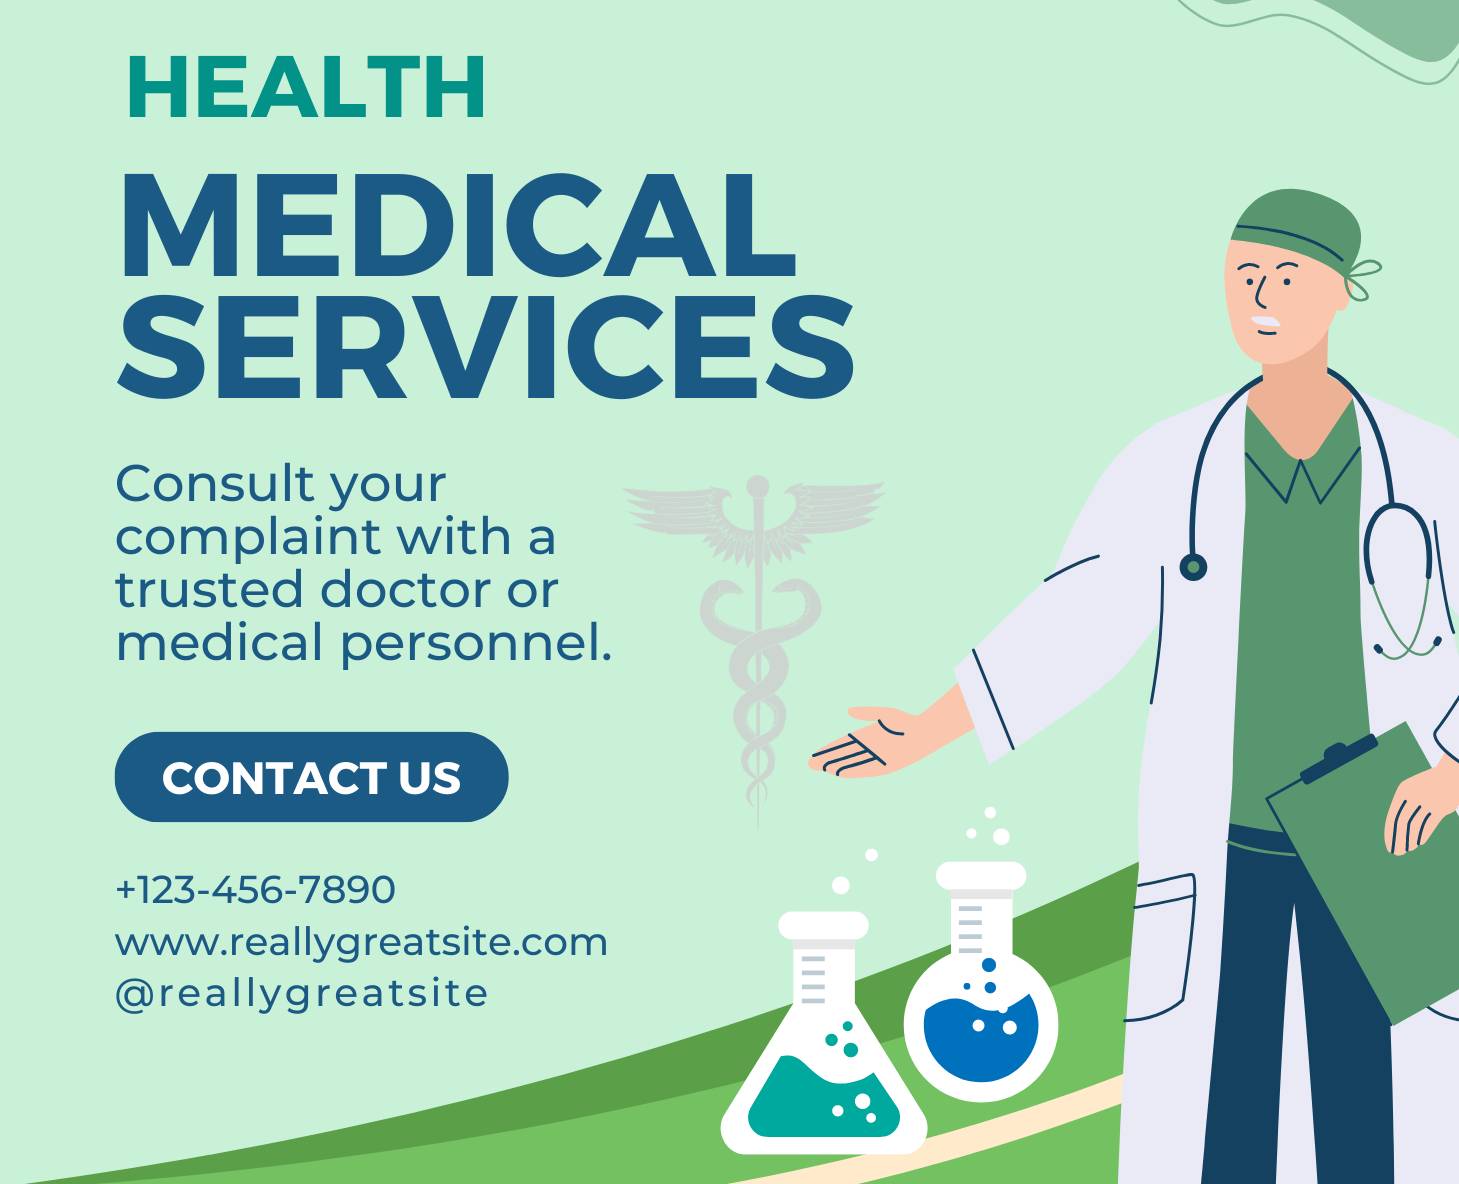 HEALTH
MEDICAL
SERVICES
Consult your
complaint with a
trusted doctor or
medical personnel.
CONTACT US
+123-456-7890
www.reallygreatsite.com
@reallygreatsite